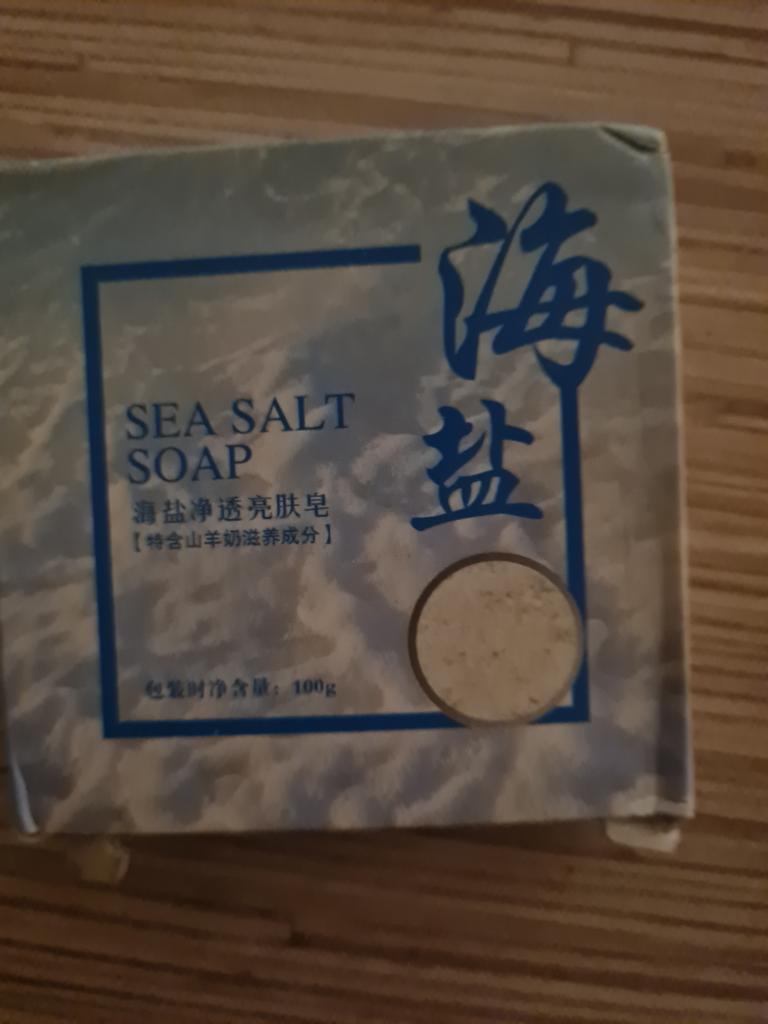 海盐
SEA SALT
SOAP
海盐净透亮肤皂
【特含山羊奶滋养成分】
包装时净含量：100g